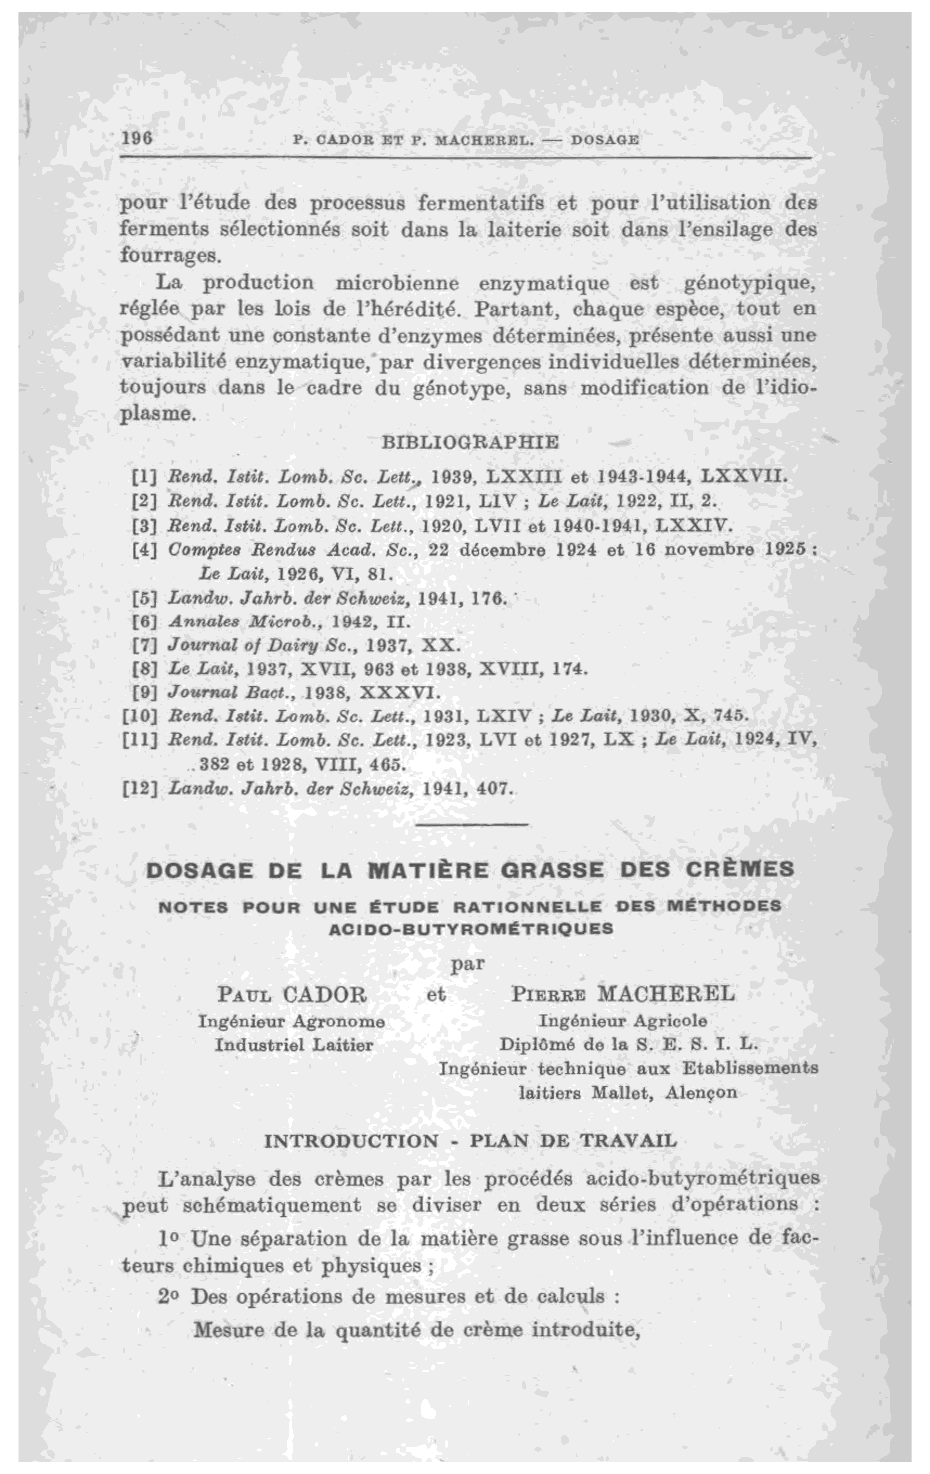 196 P. CADOR ET P. MACHEREL. — DOSAGE
pour l'étude des processus fermentatifs et pour l'utilisation des
ferments sélectionnés soit dans la laiterie soit dans l'ensilage des
fourrages.
La production microbienne enzymatique est génotypique,
réglée par les lois de l'hérédité. Partant, chaque espèce, tout en
possédant une constante d'enzymes déterminées, présente aussi une
variabilité enzymatique, par divergences individuelles déterminées,
toujours dans le cadre du génotype, sans modification de l'idio-
plasme.
BIBLIOGRAPHIE
[1] Rend. Istit. Lomb. Sc. Lett., 1939, LXXIII et 1943-1944, LXXVII.
[2] Rend. Istit. Lomb. Sc. Lett., 1921, LIV ; Le Lait, 1922, II, 2.
[3] Rend. Istit. Lomb. Sc. Lett., 1920, LVII et 1940-1941, LXXIV.
[4] Comptes Rendus Acad. Sc., 22 décembre 1924 et 16 novembre 1925 ;
Le Lait, 1926, VI, 81.
[5] Landw. Jahrb. der Schweiz, 1941, 176.
[6] Annales Microb., 1942, II.
[7] Journal of Dairy Sc., 1937, XX.
[8] Le Lait, 1937, XVII, 963 et 1938, XVIII, 174.
[9] Journal Bact., 1938, XXXVI.
[10] Rend. Istit. Lomb. Sc. Lett., 1931, LXIV ; Le Lait, 1930, X, 745.
[11] Rend. Istit. Lomb. Sc. Lett., 1923, LVI et 1927, LX ; Le Lait, 1924, IV,
382 et 1928, VIII, 465.
[12] Landw. Jahrb. der Schweiz, 1941, 407.
DOSAGE DE LA MATIÈRE GRASSE DES CRÈMES
NOTES POUR UNE ÉTUDE RATIONNELLE DES MÉTHODES
ACIDO-BUTYROMÉTRIQUES
par
PAUL CADOR et PIERRE MACHEREL
Ingénieur Agronome Ingénieur Agricole
Industriel Laitier Diplômé de la S. E. S. I. L.
Ingénieur technique aux Etablissements
laitiers Mallet, Alençon
INTRODUCTION - PLAN DE TRAVAIL
L'analyse des crèmes par les procédés acido-butyrométriques
peut schématiquement se diviser en deux séries d'opérations :
1º Une séparation de la matière grasse sous l'influence de fac-
teurs chimiques et physiques ;
2º Des opérations de mesures et de calculs :
Mesure de la quantité de crème introduite,